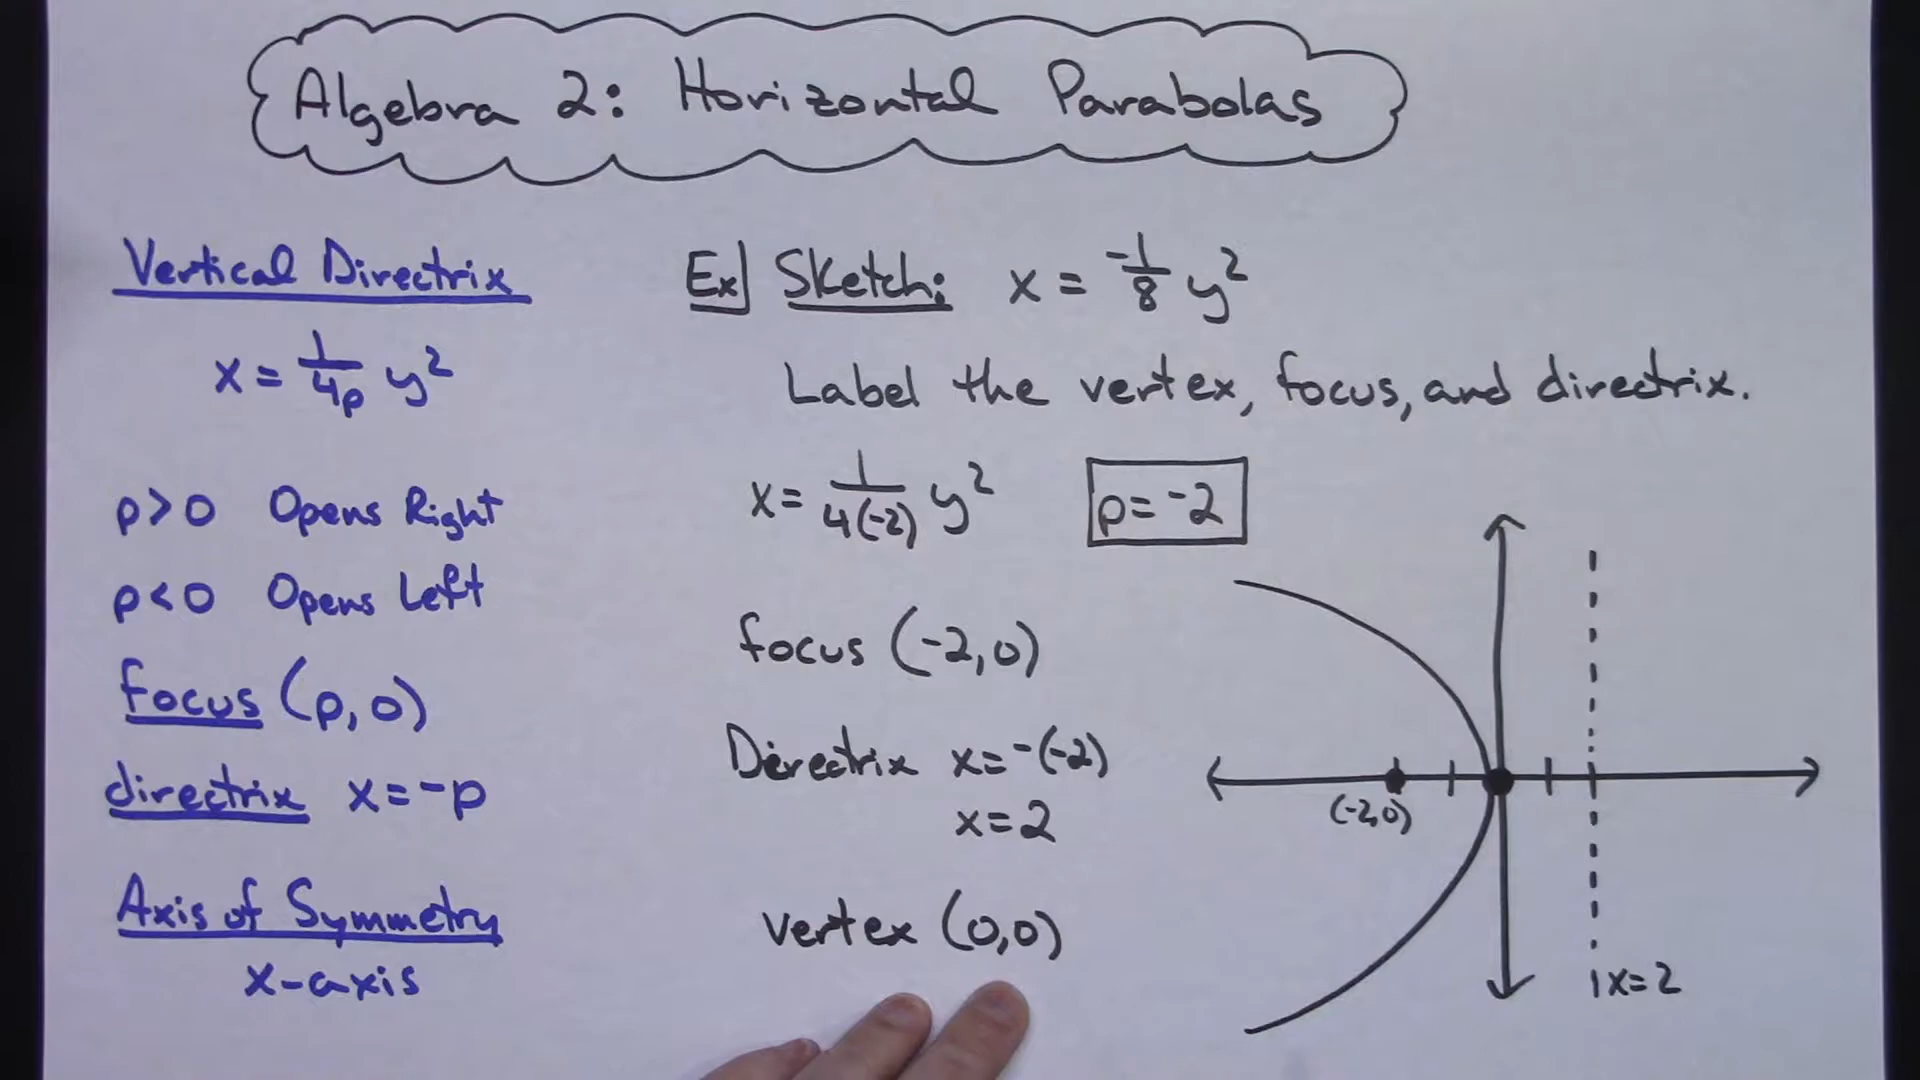 Algebra 2: Horizontal Parabolas
Vertical Directrix
x = 1/4p y²
p>0 Opens Right
p<0 Opens Left
focus (p,0)
directrix x=-p
Axis of Symmetry
x-axis
Ex] Sketch: x = -1/8 y²
Label the vertex, focus, and directrix.
x = 1/4(-2) y² p=-2
focus (-2,0)
Directrix x=-(-2)
x=2
vertex (0,0)
(-2,0)
x=2